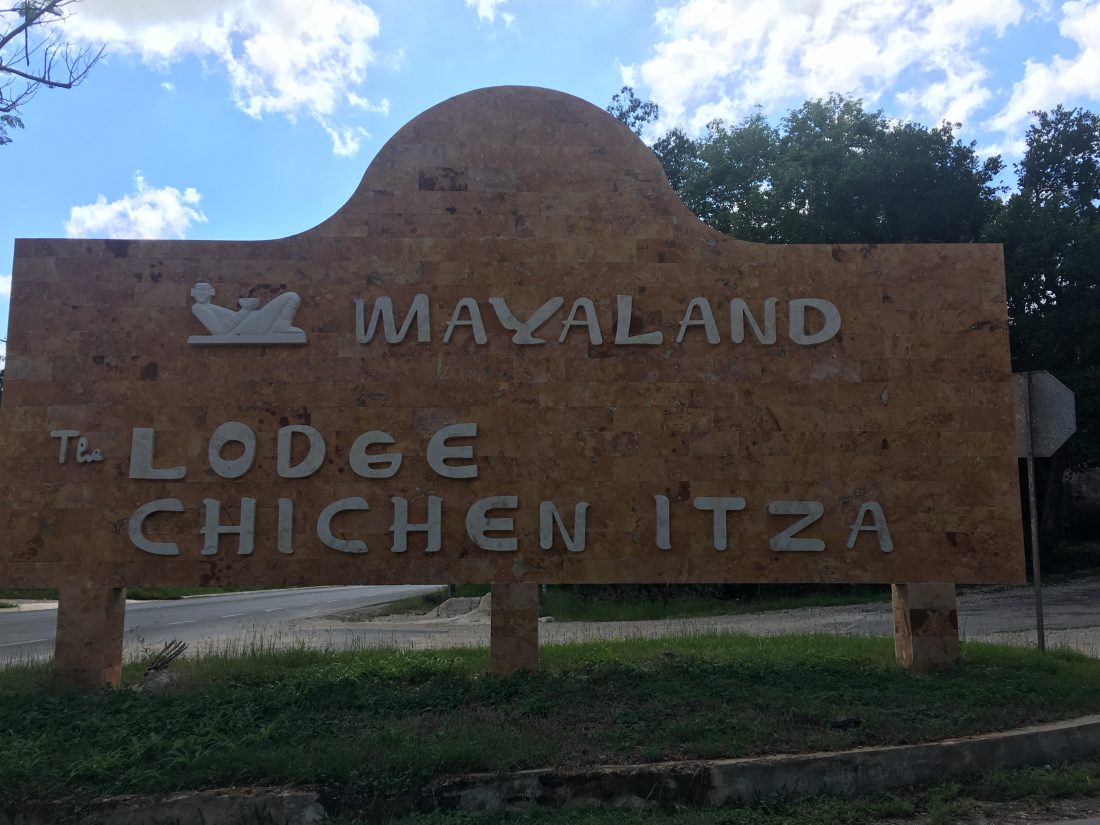 MAYALAND
The LODGE
CHICHEN ITZA